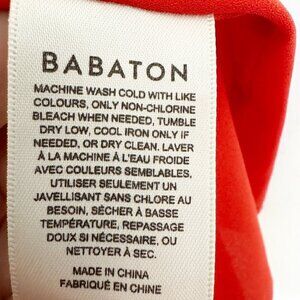 BABATON
MACHINE WASH COLD WITH LIKE
COLOURS, ONLY NON-CHLORINE
BLEACH WHEN NEEDED, TUMBLE
DRY LOW, COOL IRON ONLY IF
NEEDED, OR DRY CLEAN. LAVER
À LA MACHINE À L'EAU FROIDE
AVEC COULEURS SEMBLABLES,
UTILISER SEULEMENT UN
JAVELLISANT SANS CHLORE AU
BESOIN, SÉCHER À BASSE
TEMPÉRATURE, REPASSAGE
DOUX SI NÉCESSAIRE, OU
NETTOYER À SEC.
MADE IN CHINA
FABRIQUÉ EN CHINE